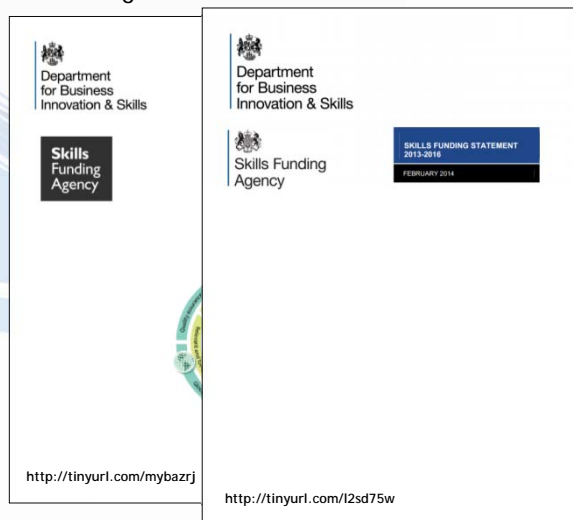 Department
for Business
Innovation & Skills
Skills
Funding
Agency
http://tinyurl.com/mybazrj
Department
for Business
Innovation & Skills
Skills Funding
Agency
SKILLS FUNDING STATEMENT
2013-2016
FEBRUARY 2014
http://tinyurl.com/l2sd75w